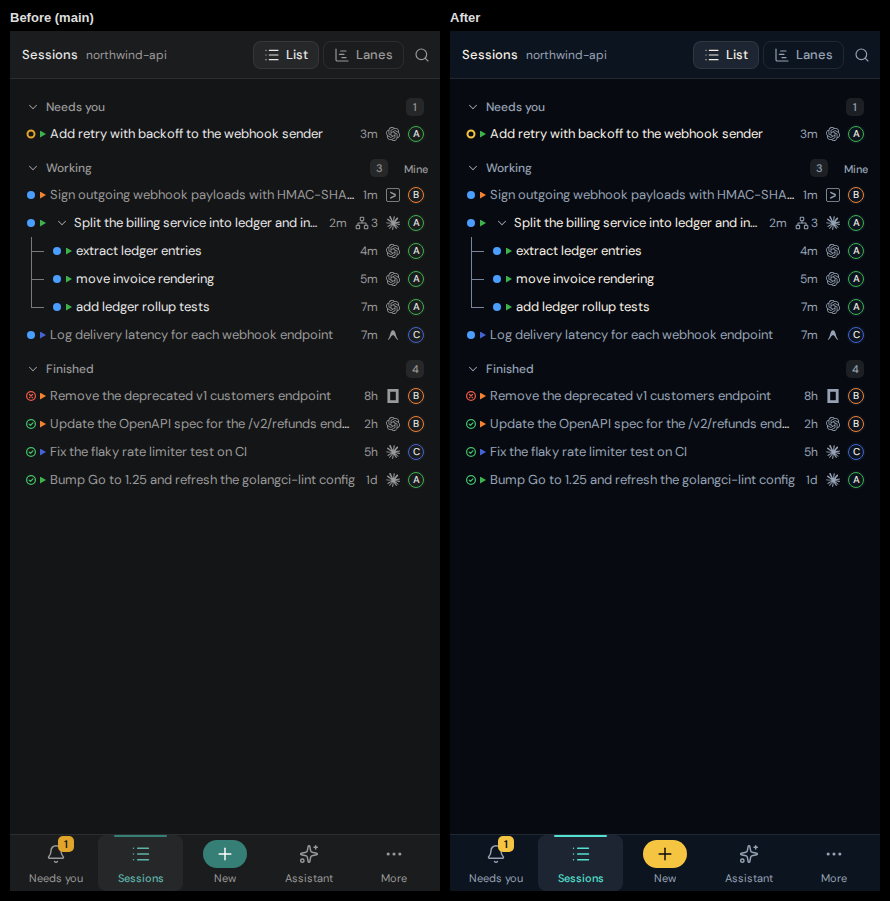 Before (main)
Sessions northwind-api List Lanes
Needs you 1
Add retry with backoff to the webhook sender 3m A
Working 3 Mine
Sign outgoing webhook payloads with HMAC-SHA… 1m B
Split the billing service into ledger and in… 2m 3 A
extract ledger entries 4m A
move invoice rendering 5m A
add ledger rollup tests 7m A
Log delivery latency for each webhook endpoint 7m C
Finished 4
Remove the deprecated v1 customers endpoint 8h B
Update the OpenAPI spec for the /v2/refunds end… 2h B
Fix the flaky rate limiter test on CI 5h C
Bump Go to 1.25 and refresh the golangci-lint config 1d A
1
Needs you Sessions New Assistant More
After
Sessions northwind-api List Lanes
Needs you 1
Add retry with backoff to the webhook sender 3m A
Working 3 Mine
Sign outgoing webhook payloads with HMAC-SHA… 1m B
Split the billing service into ledger and in… 2m 3 A
extract ledger entries 4m A
move invoice rendering 5m A
add ledger rollup tests 7m A
Log delivery latency for each webhook endpoint 7m C
Finished 4
Remove the deprecated v1 customers endpoint 8h B
Update the OpenAPI spec for the /v2/refunds end… 2h B
Fix the flaky rate limiter test on CI 5h C
Bump Go to 1.25 and refresh the golangci-lint config 1d A
1
Needs you Sessions New Assistant More